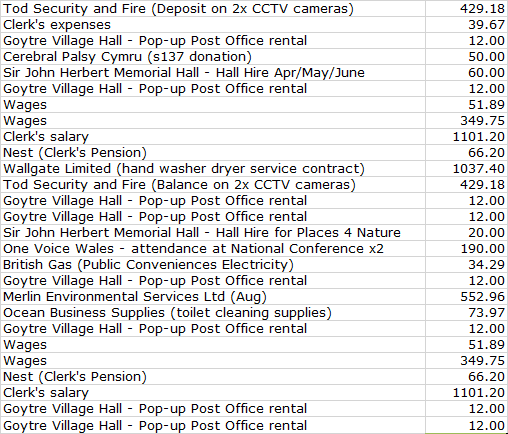 Tod Security and Fire (Deposit on 2x CCTV cameras) 429.18
Clerk's expenses 39.67
Goytre Village Hall - Pop-up Post Office rental 12.00
Cerebral Palsy Cymru (s137 donation) 50.00
Sir John Herbert Memorial Hall - Hall Hire Apr/May/June 60.00
Goytre Village Hall - Pop-up Post Office rental 12.00
Wages 51.89
Wages 349.75
Clerk's salary 1101.20
Nest (Clerk's Pension) 66.20
Wallgate Limited (hand washer dryer service contract) 1037.40
Tod Security and Fire (Balance on 2x CCTV cameras) 429.18
Goytre Village Hall - Pop-up Post Office rental 12.00
Goytre Village Hall - Pop-up Post Office rental 12.00
Sir John Herbert Memorial Hall - Hall Hire for Places 4 Nature 20.00
One Voice Wales - attendance at National Conference x2 190.00
British Gas (Public Conveniences Electricity) 34.29
Goytre Village Hall - Pop-up Post Office rental 12.00
Merlin Environmental Services Ltd (Aug) 552.96
Ocean Business Supplies (toilet cleaning supplies) 73.97
Goytre Village Hall - Pop-up Post Office rental 12.00
Wages 51.89
Wages 349.75
Nest (Clerk's Pension) 66.20
Clerk's salary 1101.20
Goytre Village Hall - Pop-up Post Office rental 12.00
Goytre Village Hall - Pop-up Post Office rental 12.00